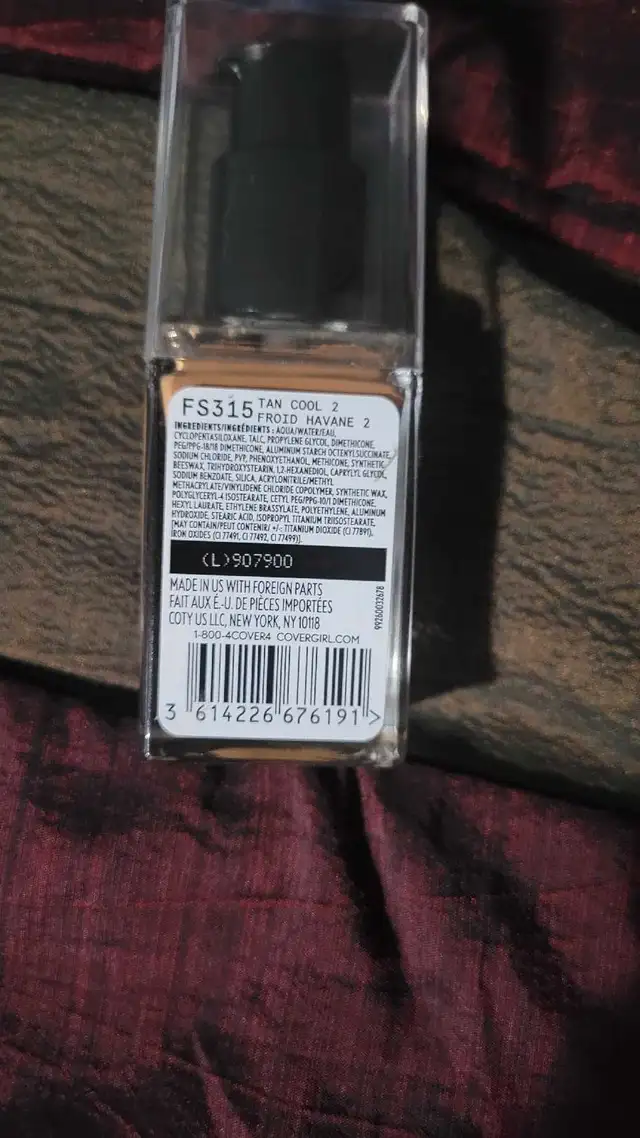 FS315 TAN COOL 2
FROID HAVANE 2
INGREDIENTS/INGRÉDIENTS : AQUA/WATER/EAU,
CYCLOPENTASILOXANE, TALC, PROPYLENE GLYCOL, DIMETHICONE,
PEG/PPG-18/18 DIMETHICONE, ALUMINUM STARCH OCTENYLSUCCINATE,
SODIUM CHLORIDE, PVP, PHENOXYETHANOL, METHICONE, SYNTHETIC
BEESWAX, TRIHYDROXYSTEARIN, 1,2-HEXANEDIOL, CAPRYLYL GLYCOL,
SODIUM BENZOATE, SILICA, ACRYLONITRILE/METHYL
METHACRYLATE/VINYLIDENE CHLORIDE COPOLYMER, SYNTHETIC WAX,
POLYGLYCERYL-4 ISOSTEARATE, CETYL PEG/PPG-10/1 DIMETHICONE,
HEXYL LAURATE, ETHYLENE BRASSYLATE, POLYETHYLENE, ALUMINUM
HYDROXIDE, STEARIC ACID, ISOPROPYL TITANIUM TRIISOSTEARATE,
[MAY CONTAIN/PEUT CONTENIR/ +/-: TITANIUM DIOXIDE (CI 77891),
IRON OXIDES (CI 77491, CI 77492, CI 77499)].
(L)907900
MADE IN US WITH FOREIGN PARTS
FAIT AUX É.-U. DE PIÈCES IMPORTÉES
COTY US LLC, NEW YORK, NY 10118
1-800-4COVER4 COVERGIRL.COM
99260032678
3 614226 676191 >